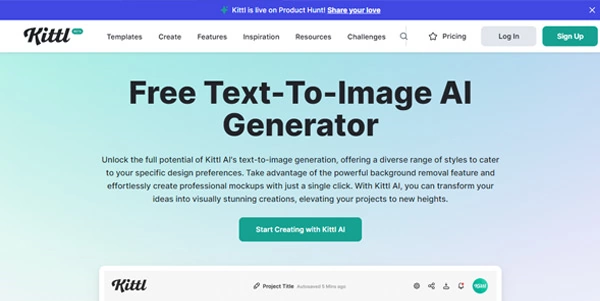 Kittl is live on Product Hunt! Share your love
Kittl BETA
Templates Create Features Inspiration Resources Challenges Pricing Log In Sign Up
Free Text-To-Image AI
Generator
Unlock the full potential of Kittl AI's text-to-image generation, offering a diverse range of styles to cater
to your specific design preferences. Take advantage of the powerful background removal feature and
effortlessly create professional mockups with just a single click. With Kittl AI, you can transform your
ideas into visually stunning creations, elevating your projects to new heights.
Start Creating with Kittl AI
Kittl Project Title Autosaved 5 Mins ago